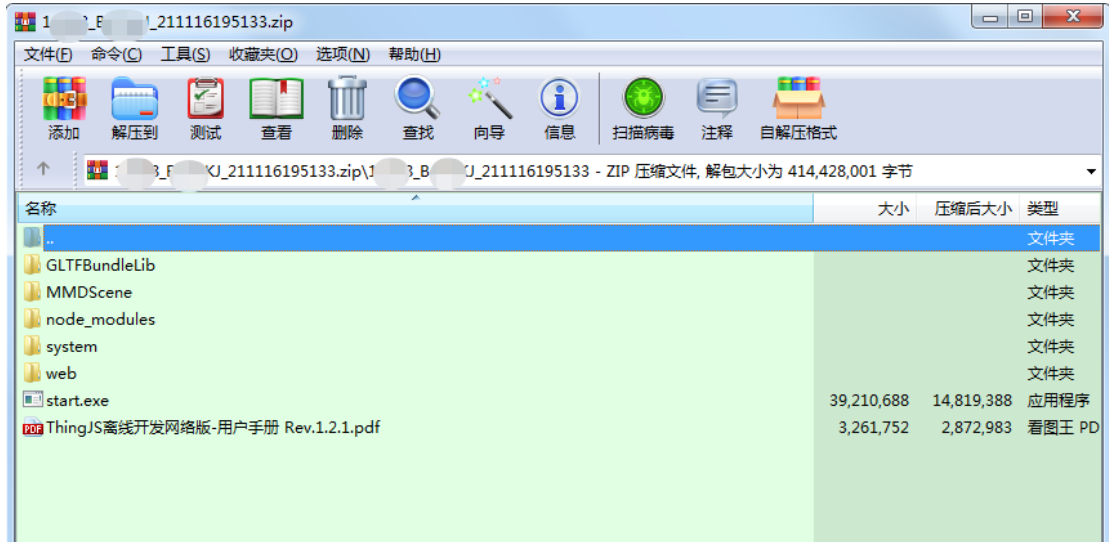 _211116195133.zip
文件(F) 命令(C) 工具(S) 收藏夹(O) 选项(N) 帮助(H)
添加 解压到 测试 查看 删除 查找 向导 信息 扫描病毒 注释 自解压格式
KJ_211116195133.zip\1 _211116195133 - ZIP 压缩文件, 解包大小为 414,428,001 字节
名称 大小 压缩后大小 类型
.. 文件夹
GLTFBundleLib 文件夹
MMDScene 文件夹
node_modules 文件夹
system 文件夹
web 文件夹
start.exe 39,210,688 14,819,388 应用程序
ThingJS离线开发网络版-用户手册 Rev.1.2.1.pdf 3,261,752 2,872,983 看图王 PD